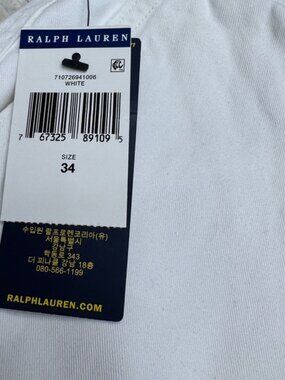 RALPH LAUREN
710726941006
WHITE
7 67325 89109 5
SIZE
34
수입원 랄프로렌코리아(유)
서울특별시
강남구
학동로 343
더 피나클 강남 18층
080-566-1199
RALPHLAUREN.COM